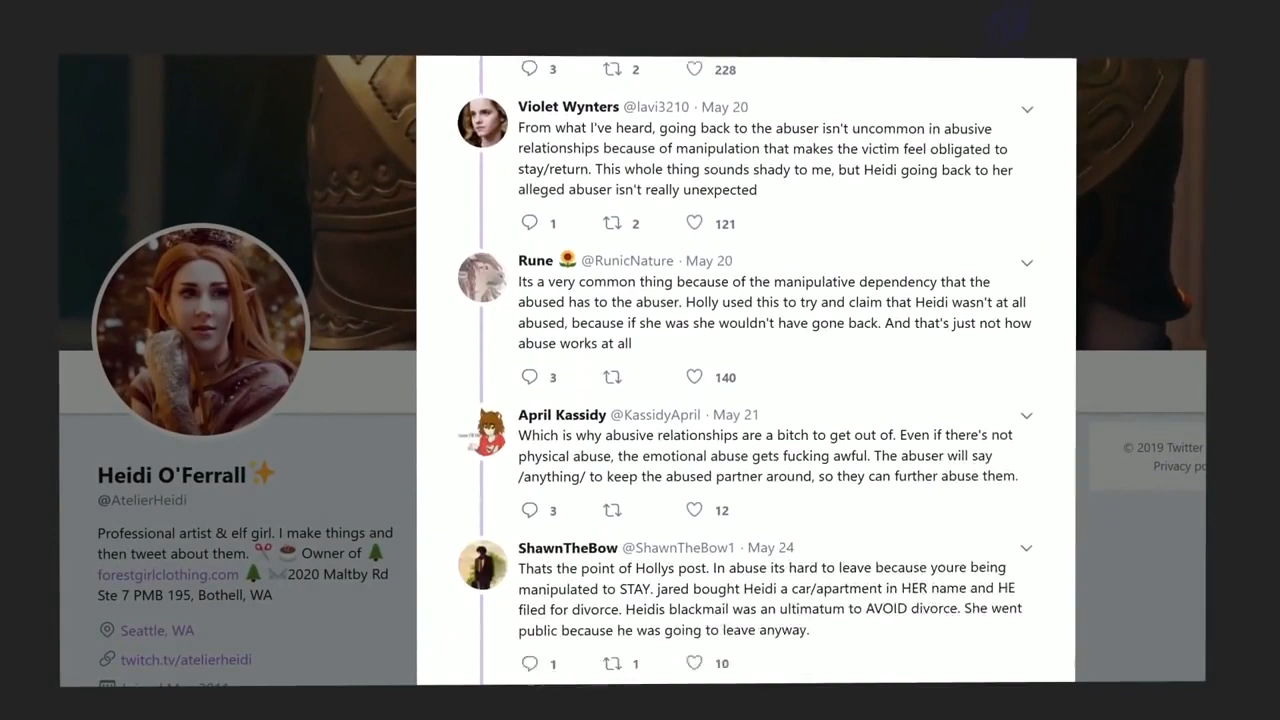 3 2 228
Violet Wynters @lavi3210 · May 20
From what I've heard, going back to the abuser isn't uncommon in abusive
relationships because of manipulation that makes the victim feel obligated to
stay/return. This whole thing sounds shady to me, but Heidi going back to her
alleged abuser isn't really unexpected
1 2 121
Rune 🌻 @RunicNature · May 20
Its a very common thing because of the manipulative dependency that the
abused has to the abuser. Holly used this to try and claim that Heidi wasn't at all
abused, because if she was she wouldn't have gone back. And that's just not how
abuse works at all
3 140
April Kassidy @KassidyApril · May 21
Which is why abusive relationships are a bitch to get out of. Even if there's not
physical abuse, the emotional abuse gets fucking awful. The abuser will say
/anything/ to keep the abused partner around, so they can further abuse them.
3 12
ShawnTheBow @ShawnTheBow1 · May 24
Thats the point of Hollys post. In abuse its hard to leave because youre being
manipulated to STAY. jared bought Heidi a car/apartment in HER name and HE
filed for divorce. Heidis blackmail was an ultimatum to AVOID divorce. She went
public because he was going to leave anyway.
1 1 10
Heidi O'Ferrall✨
@AtelierHeidi
Professional artist & elf girl. I make things and
then tweet about them. ✂️ ☕ Owner of 🌲
forestgirlclothing.com 🌲 ✉️2020 Maltby Rd
Ste 7 PMB 195, Bothell, WA
Seattle, WA
twitch.tv/atelierheidi
© 2019 Twitter
Privacy